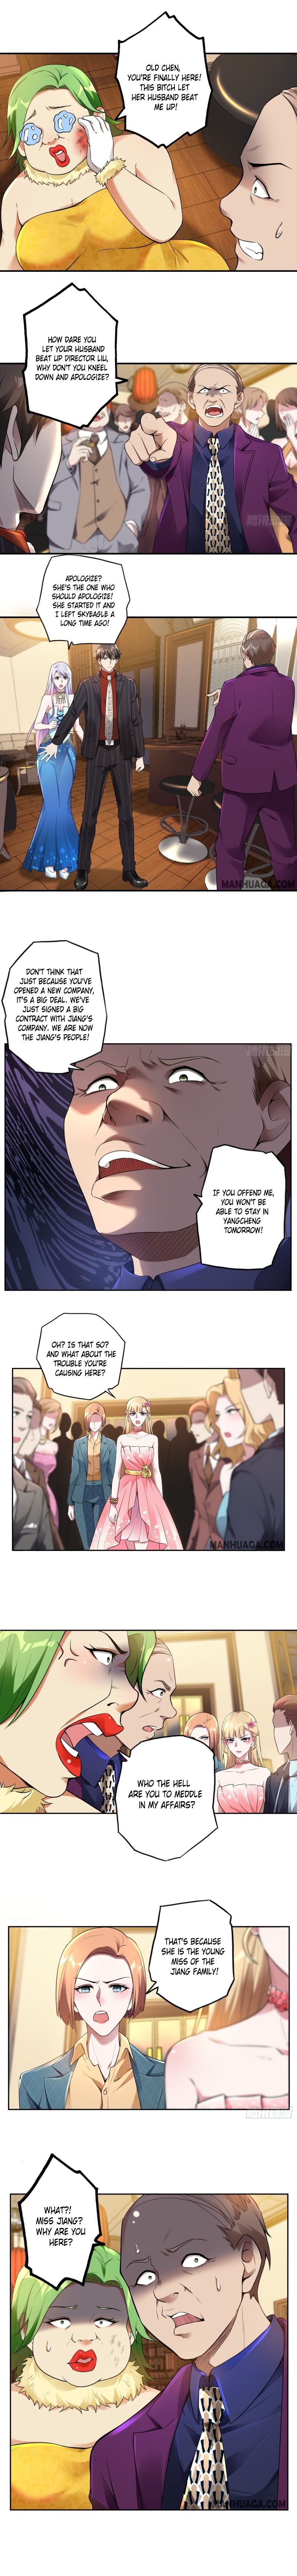 OLD CHEN,
YOU'RE FINALLY HERE!
THIS BITCH LET
HER HUSBAND BEAT
ME UP!
HOW DARE YOU
LET YOUR HUSBAND
BEAT UP DIRECTOR LIU,
WHY DON'T YOU KNEEL
DOWN AND APOLOGIZE?
APOLOGIZE?
SHE'S THE ONE WHO
SHOULD APOLOGIZE!
SHE STARTED IT AND
I LEFT SKYEAGLE A
LONG TIME AGO!
MANHUAGA.COM
DON'T THINK THAT
JUST BECAUSE YOU'VE
OPENED A NEW COMPANY,
IT'S A BIG DEAL. WE'VE
JUST SIGNED A BIG
CONTRACT WITH JIANG'S
COMPANY. WE ARE NOW
THE JIANG'S PEOPLE!
IF YOU OFFEND ME,
YOU WON'T BE
ABLE TO STAY IN
YANGCHENG
TOMORROW!
OH? IS THAT SO?
AND WHAT ABOUT THE
TROUBLE YOU'RE
CAUSING HERE?
MANHUAGA.COM
WHO THE HELL
ARE YOU TO MEDDLE
IN MY AFFAIRS?
THAT'S BECAUSE
SHE IS THE YOUNG
MISS OF THE
JIANG FAMILY!
WHAT?!
MISS JIANG?
WHY ARE YOU
HERE?
MANHUAGA.COM